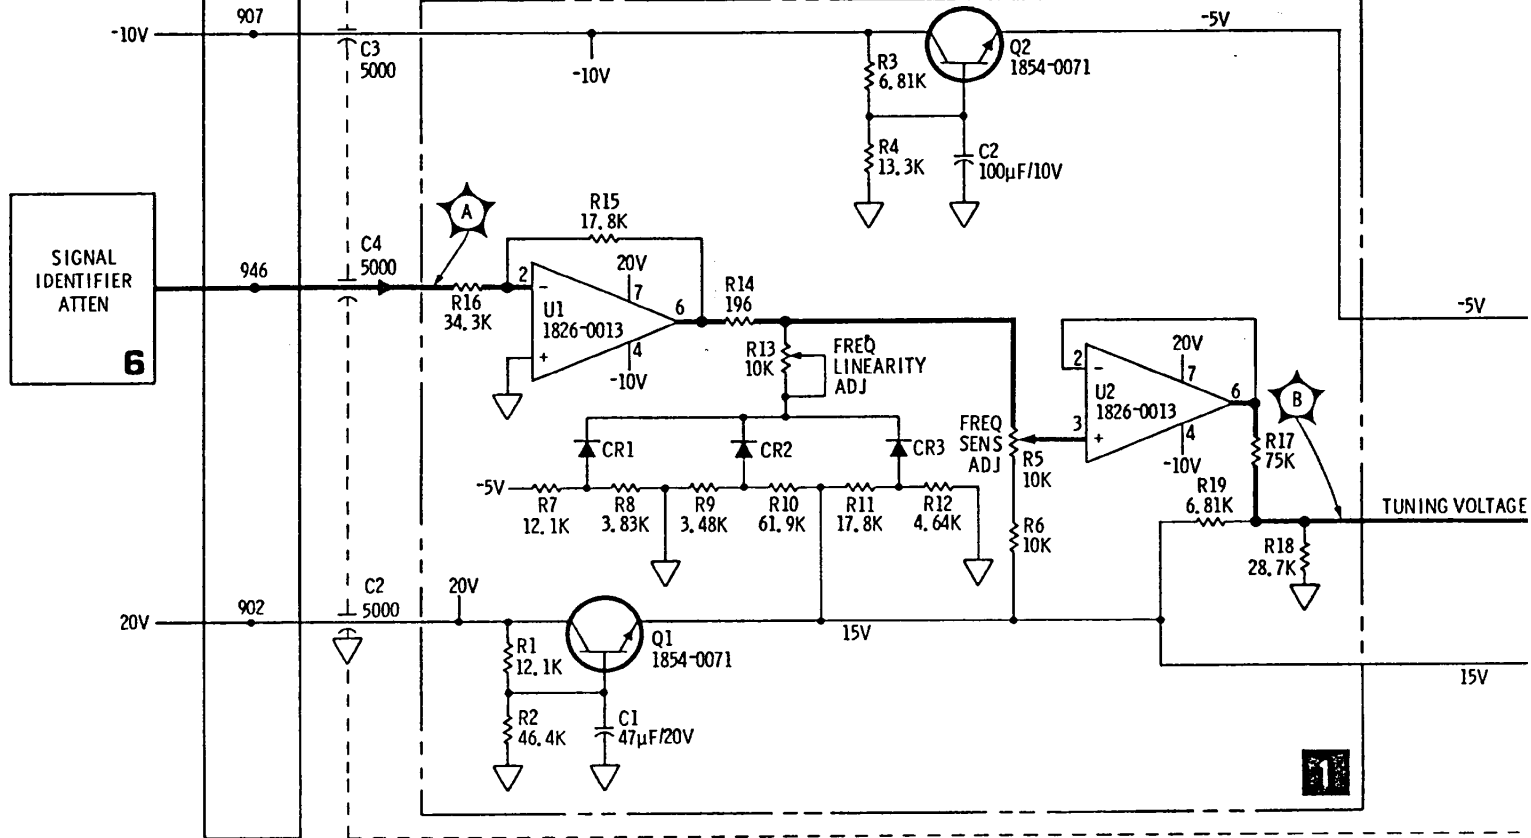 907
-10V
C3
5000
-10V
R3
6.81K
Q2
1854-0071
-5V
R4
13.3K
C2
100µF/10V
SIGNAL
IDENTIFIER
ATTEN
6
946
C4
5000
A
R16
34.3K
R15
17.8K
2
−
U1
1826-0013
+
20V
7
6
4
-10V
R14
196
R13
10K
FREQ
LINEARITY
ADJ
-5V
2
−
U2
1826-0013
3
+
20V
7
6
4
-10V
B
FREQ
SENS
ADJ
R5
10K
R17
75K
CR1
CR2
CR3
-5V
R7
12.1K
R8
3.83K
R9
3.48K
R10
61.9K
R11
17.8K
R12
4.64K
R6
10K
R19
6.81K
TUNING VOLTAGE
R18
28.7K
20V
902
C2
5000
20V
R1
12.1K
Q1
1854-0071
15V
15V
R2
46.4K
C1
47µF/20V
1